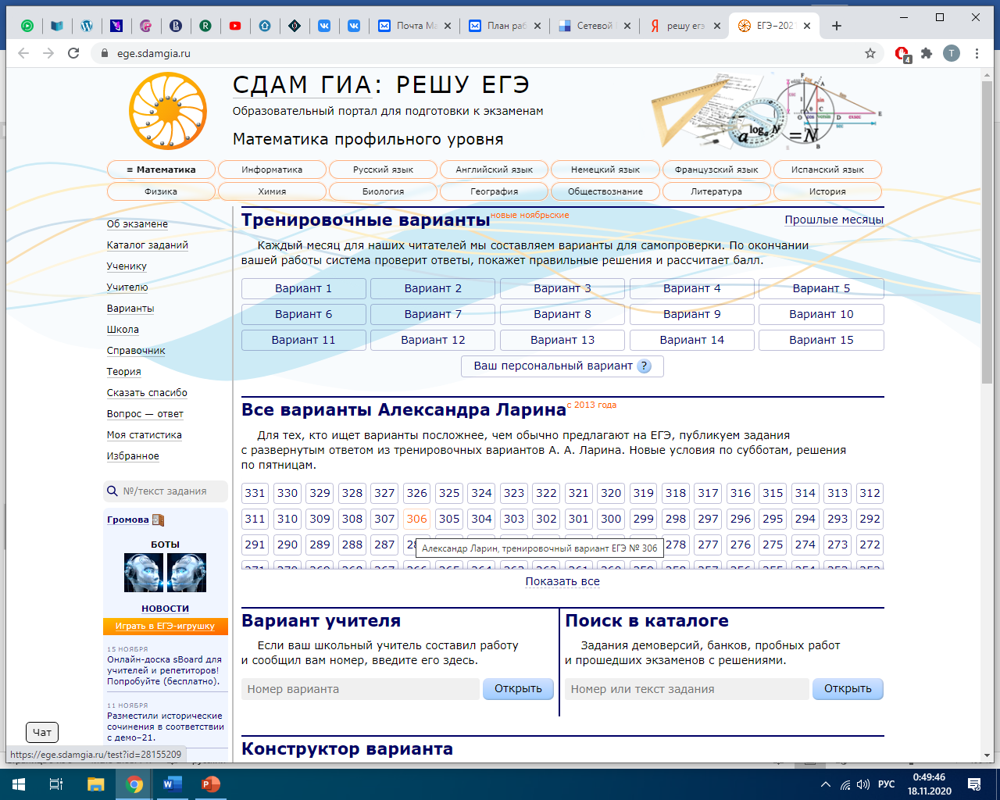 Почта Ма
План раб
Сетевой
решу егэ
ЕГЭ–2021
ege.sdamgia.ru
4
T
СДАМ ГИА: РЕШУ ЕГЭ
Образовательный портал для подготовки к экзаменам
Математика профильного уровня
≡ Математика
Информатика
Русский язык
Английский язык
Немецкий язык
Французский язык
Испанский язык
Физика
Химия
Биология
География
Обществознание
Литература
История
Об экзамене
Каталог заданий
Ученику
Учителю
Варианты
Школа
Справочник
Теория
Сказать спасибо
Вопрос — ответ
Моя статистика
Избранное
№/текст задания
Громова
БОТЫ
НОВОСТИ
Играть в ЕГЭ-игрушку
15 НОЯБРЯ
Онлайн-доска sBoard для
учителей и репетиторов!
Попробуйте (бесплатно).
11 НОЯБРЯ
Разместили исторические
сочинения в соответствии
с демо–21.
Чат
https://ege.sdamgia.ru/test?id=28155209
Тренировочные варианты новые ноябрьские
Прошлые месяцы
Каждый месяц для наших читателей мы составляем варианты для самопроверки. По окончании
вашей работы система проверит ответы, покажет правильные решения и рассчитает балл.
Вариант 1 Вариант 2 Вариант 3 Вариант 4 Вариант 5
Вариант 6 Вариант 7 Вариант 8 Вариант 9 Вариант 10
Вариант 11 Вариант 12 Вариант 13 Вариант 14 Вариант 15
Ваш персональный вариант ?
Все варианты Александра Ларина с 2013 года
Для тех, кто ищет варианты посложнее, чем обычно предлагают на ЕГЭ, публикуем задания
с развернутым ответом из тренировочных вариантов А. А. Ларина. Новые условия по субботам, решения
по пятницам.
331 330 329 328 327 326 325 324 323 322 321 320 319 318 317 316 315 314 313 312
311 310 309 308 307 306 305 304 303 302 301 300 299 298 297 296 295 294 293 292
291 290 289 288 287 278 277 276 275 274 273 272
Александр Ларин, тренировочный вариант ЕГЭ № 306
Показать все
Вариант учителя
Если ваш школьный учитель составил работу
и сообщил вам номер, введите его здесь.
Номер варианта
Открыть
Поиск в каталоге
Задания демоверсий, банков, пробных работ
и прошедших экзаменов с решениями.
Номер или текст задания
Открыть
Конструктор варианта
РУС
0:49:46
18.11.2020